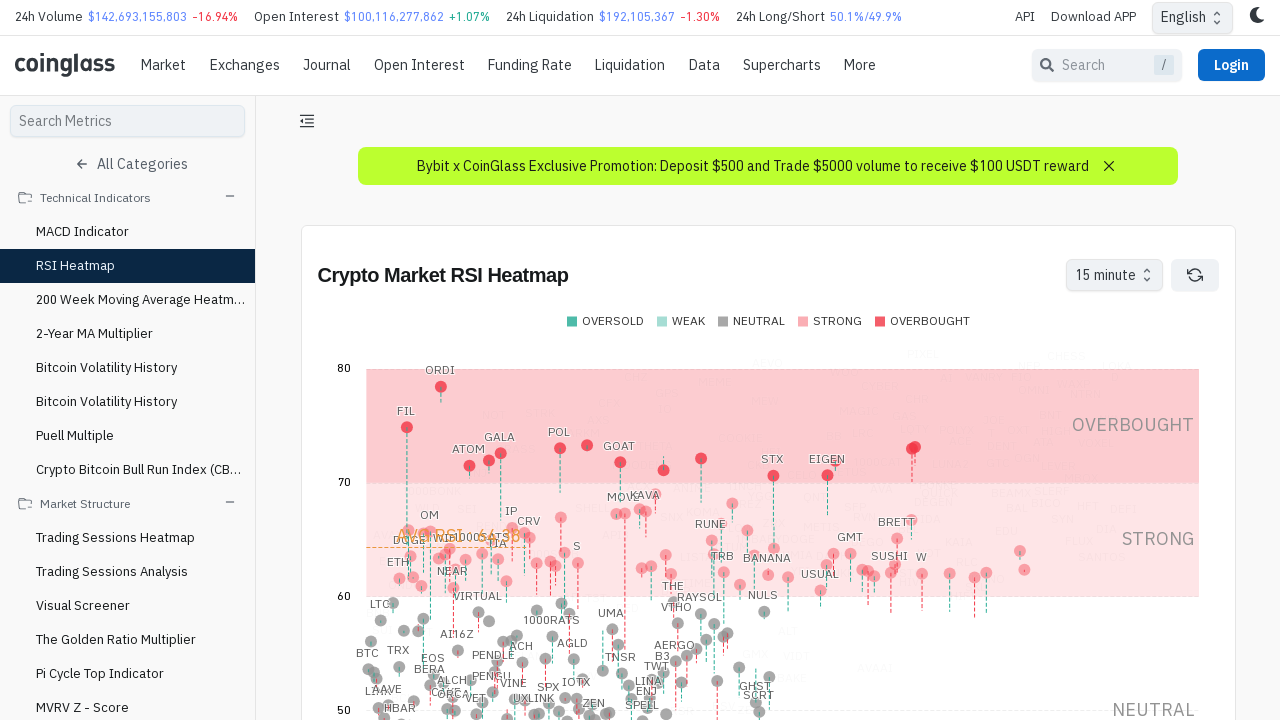 24h Volume $142,693,155,803 -16.94% Open Interest $100,116,277,862 +1.07% 24h Liquidation $192,105,367 -1.30% 24h Long/Short 50.1%/49.9% API Download APP English
coinglass Market Exchanges Journal Open Interest Funding Rate Liquidation Data Supercharts More Search / Login
Search Metrics
All Categories
Technical Indicators
MACD Indicator
RSI Heatmap
200 Week Moving Average Heatm...
2-Year MA Multiplier
Bitcoin Volatility History
Bitcoin Volatility History
Puell Multiple
Crypto Bitcoin Bull Run Index (CB...
Market Structure
Trading Sessions Heatmap
Trading Sessions Analysis
Visual Screener
The Golden Ratio Multiplier
Pi Cycle Top Indicator
MVRV Z - Score
Bybit x CoinGlass Exclusive Promotion: Deposit $500 and Trade $5000 volume to receive $100 USDT reward
Crypto Market RSI Heatmap
15 minute
OVERSOLD WEAK NEUTRAL STRONG OVERBOUGHT
80
ORDI
FIL
OVERBOUGHT
GALA
POL
ATOM
GOAT
STX
EIGEN
70
KAVA
IP
OM
CRV
RUNE
BRETT
GMT
STRONG
S
ETH
TRB
BANANA
SUSHI
W
NEAR
USUAL
THE
60
VIRTUAL
RAYSOL
NULS
LTC
VTHO
UMA
1000RATS
AI16Z
ACH
AGLD
AERGO
BTC
TRX
PENDLE
TNSR
B3
EOS
BERA
TWT
PENGU
ALCH
VINE
IOTX
LINA
GHST
SPX
AAVE
ENJ
VET
UXLINK
SQRT
ZEN
SPELL
HBAR
50
NEUTRAL